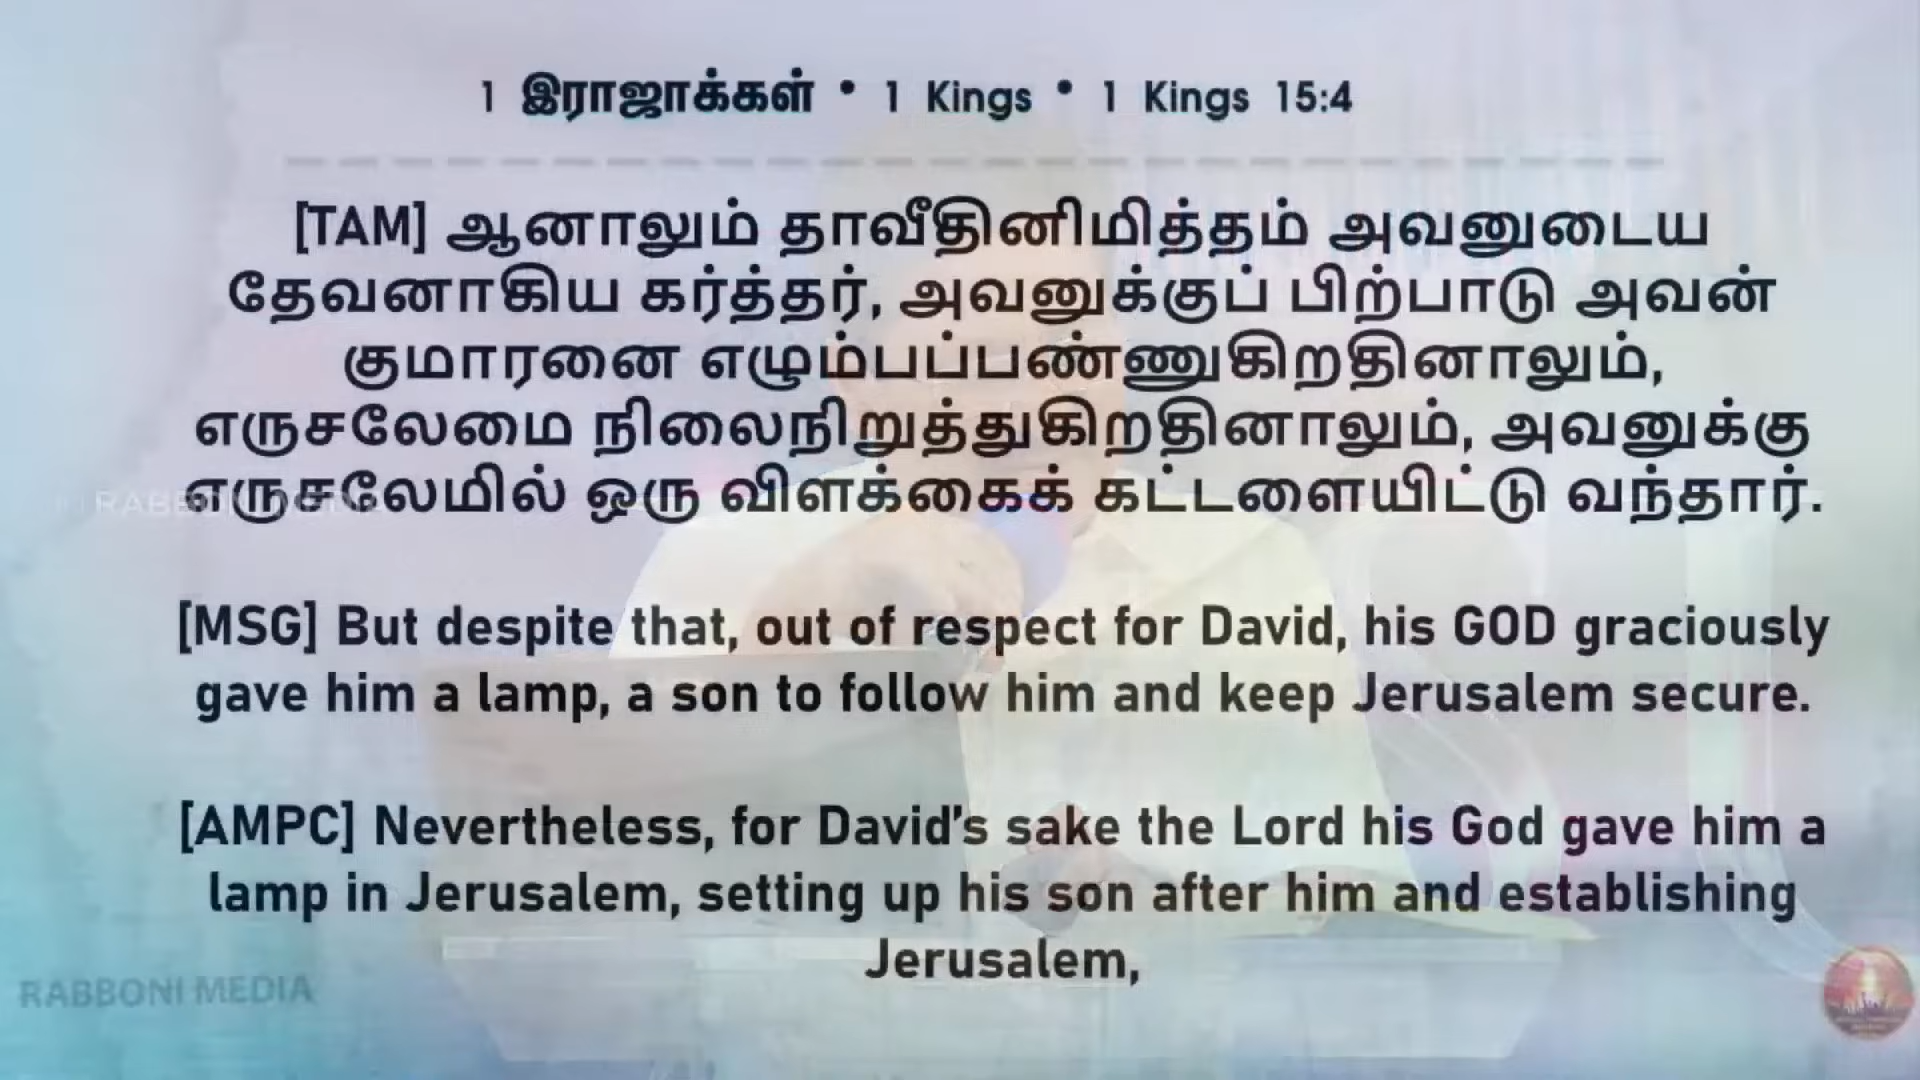 1 இராஜாக்கள் • 1 Kings • 1 Kings 15:4
[TAM] ஆனாலும் தாவீதினிமித்தம் அவனுடைய
தேவனாகிய கர்த்தர், அவனுக்குப் பிற்பாடு அவன்
குமாரனை எழும்பப்பண்ணுகிறதினாலும்,
எருசலேமை நிலைநிறுத்துகிறதினாலும், அவனுக்கு
எருசலேமில் ஒரு விளக்கைக் கட்டளையிட்டு வந்தார்.
RABBONI MEDIA
[MSG] But despite that, out of respect for David, his GOD graciously
gave him a lamp, a son to follow him and keep Jerusalem secure.
[AMPC] Nevertheless, for David's sake the Lord his God gave him a
lamp in Jerusalem, setting up his son after him and establishing
Jerusalem,
RABBONI MEDIA